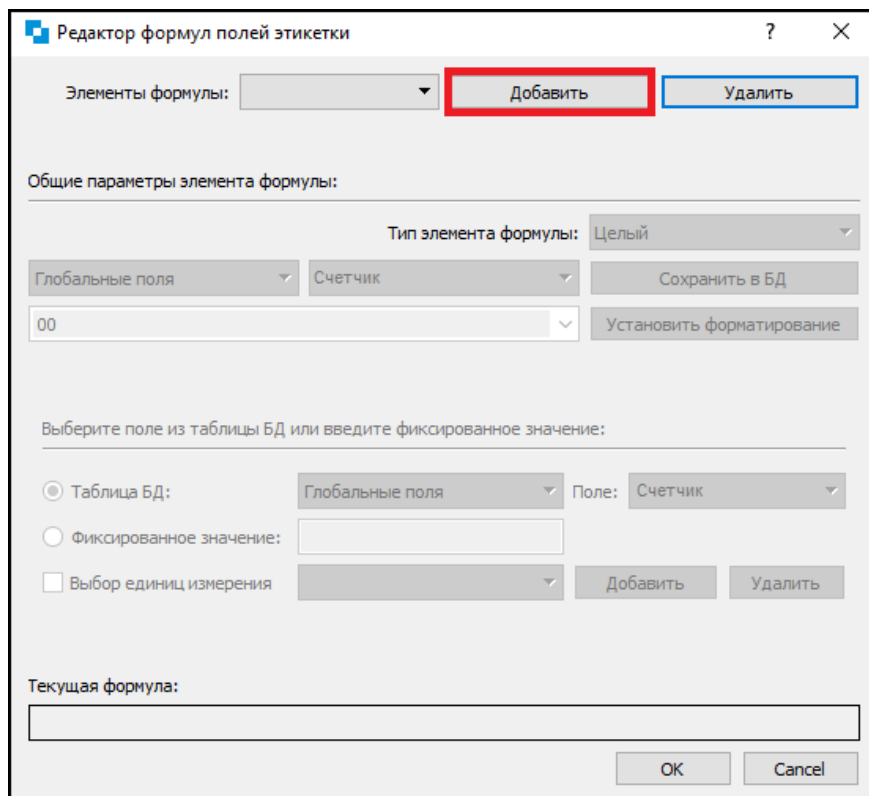 Редактор формул полей этикетки ?
Элементы формулы: Добавить Удалить
Общие параметры элемента формулы:
Тип элемента формулы: Целый
Глобальные поля Счетчик Сохранить в БД
00 Установить форматирование
Выберите поле из таблицы БД или введите фиксированное значение:
Таблица БД: Глобальные поля Поле: Счетчик
Фиксированное значение:
Выбор единиц измерения Добавить Удалить
Текущая формула:
OK Cancel